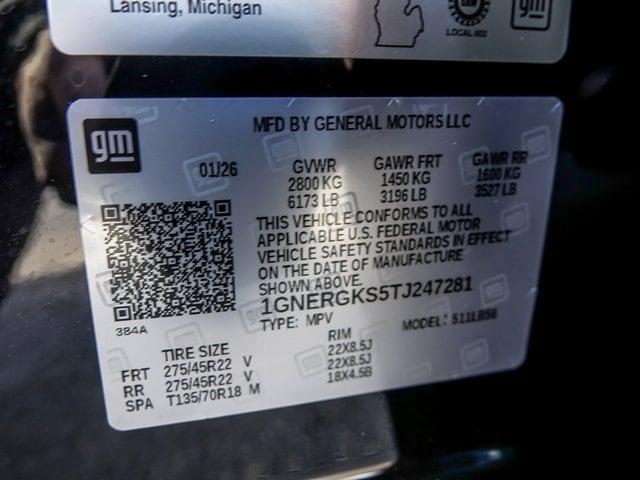 Lansing, Michigan
LOCAL 602
gm
gm
MFD BY GENERAL MOTORS LLC
01/26
GVWR GAWR FRT GAWR RR
2800 KG 1450 KG 1600 KG
6173 LB 3196 LB 3527 LB
THIS VEHICLE CONFORMS TO ALL
APPLICABLE U.S. FEDERAL MOTOR
VEHICLE SAFETY STANDARDS IN EFFECT
ON THE DATE OF MANUFACTURE
SHOWN ABOVE.
1GNERGKS5TJ247281
TYPE: MPV MODEL: 511LB56
384A
TIRE SIZE RIM
FRT 275/45R22 V 22X8.5J
RR 275/45R22 V 22X8.5J
SPA T135/70R18 M 18X4.5B